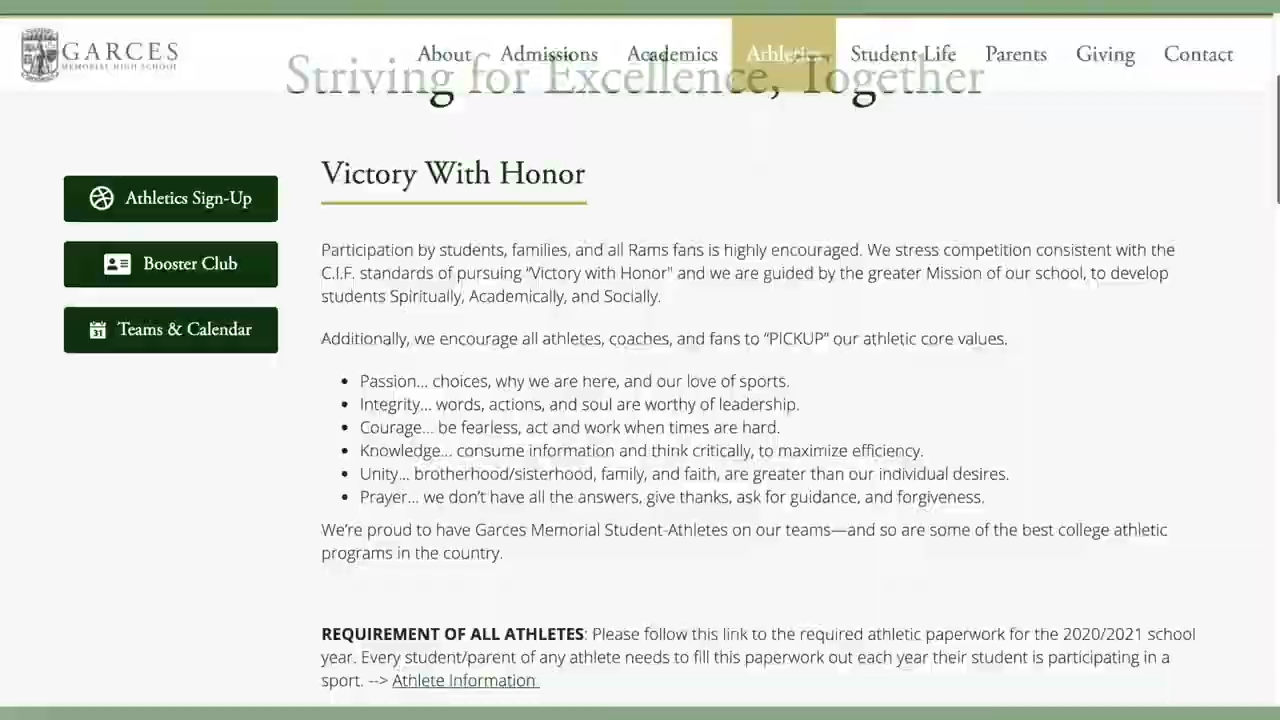 GARCES
MEMORIAL HIGH SCHOOL
About Admissions Academics Athletics Student Life Parents Giving Contact
Striving for Excellence, Together
Athletics Sign-Up
Booster Club
31
Teams & Calendar
Victory With Honor
Participation by students, families, and all Rams fans is highly encouraged. We stress competition consistent with the
C.I.F. standards of pursuing “Victory with Honor" and we are guided by the greater Mission of our school, to develop
students Spiritually, Academically, and Socially.
Additionally, we encourage all athletes, coaches, and fans to “PICKUP” our athletic core values.
• Passion... choices, why we are here, and our love of sports.
• Integrity... words, actions, and soul are worthy of leadership.
• Courage... be fearless, act and work when times are hard.
• Knowledge... consume information and think critically, to maximize efficiency.
• Unity... brotherhood/sisterhood, family, and faith, are greater than our individual desires.
• Prayer... we don’t have all the answers, give thanks, ask for guidance, and forgiveness.
We’re proud to have Garces Memorial Student-Athletes on our teams—and so are some of the best college athletic
programs in the country.
REQUIREMENT OF ALL ATHLETES: Please follow this link to the required athletic paperwork for the 2020/2021 school
year. Every student/parent of any athlete needs to fill this paperwork out each year their student is participating in a
sport. --> Athlete Information